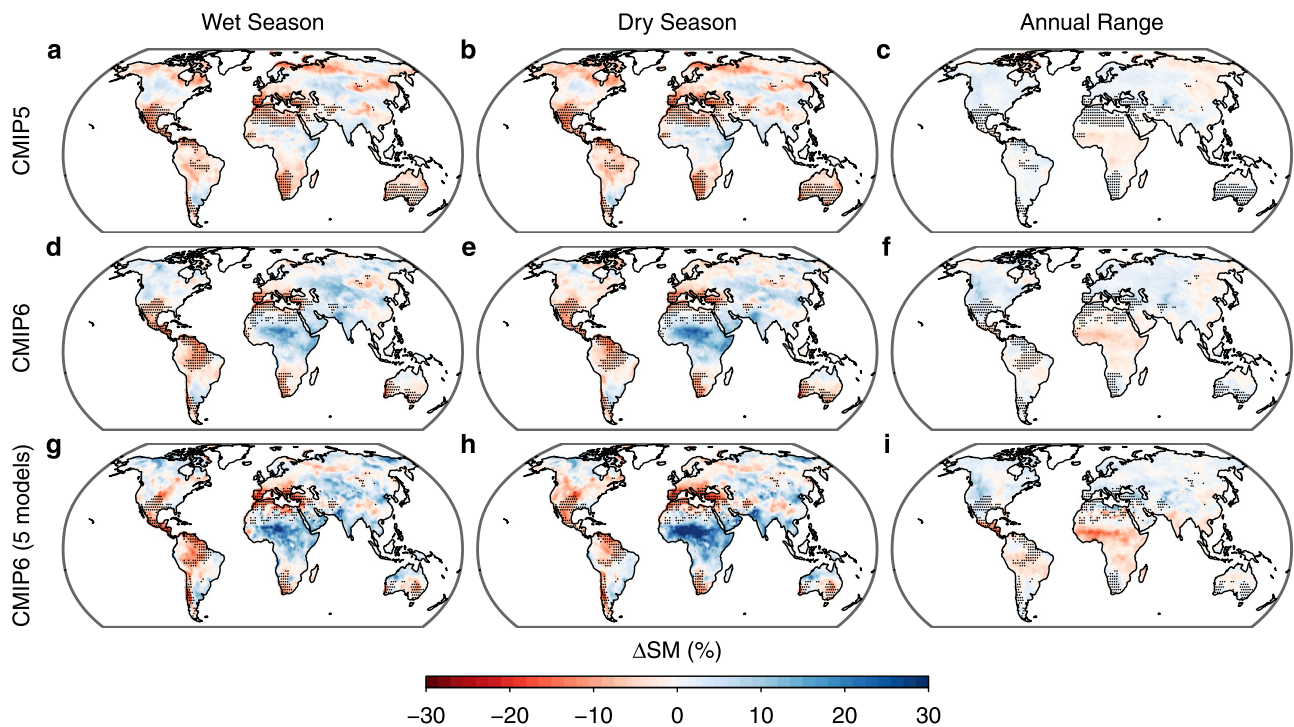 Wet Season
Dry Season
Annual Range
a
b
c
CMIP5
d
e
f
CMIP6
g
h
i
CMIP6 (5 models)
ΔSM (%)
−30
−20
−10
0
10
20
30